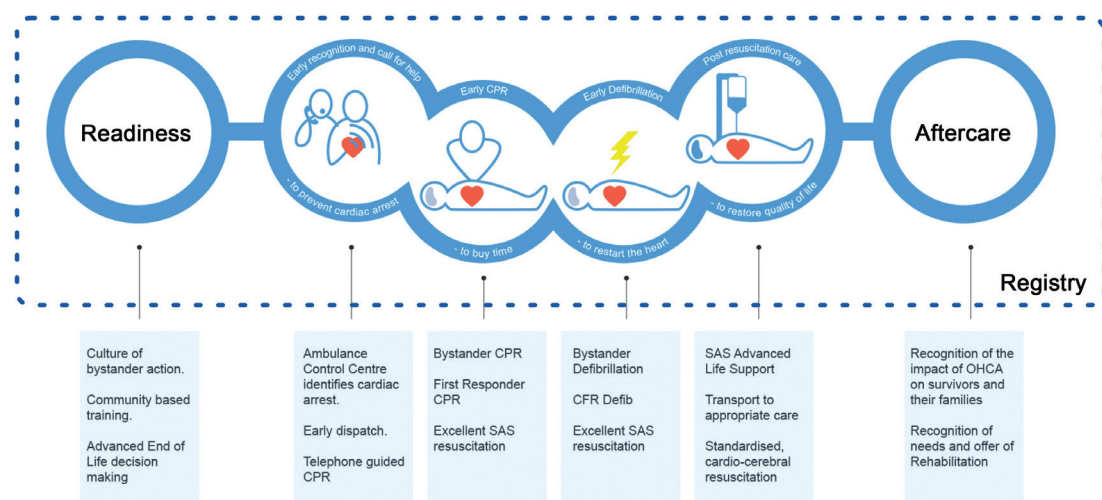 Readiness
Early recognition and call for help
- to prevent cardiac arrest
Early CPR
- to buy time
Early Defibrillation
- to restart the heart
Post resuscitation care
- to restore quality of life
Aftercare
Registry
Culture of
bystander action.
Community based
training.
Advanced End of
Life decision
making
Ambulance
Control Centre
identifies cardiac
arrest.
Early dispatch.
Telephone guided
CPR
Bystander CPR
First Responder
CPR
Excellent SAS
resuscitation
Bystander
Defibrillation
CFR Defib
Excellent SAS
resuscitation
SAS Advanced
Life Support
Transport to
appropriate care
Standardised,
cardio-cerebral
resuscitation
Recognition of the
impact of OHCA
on survivors and
their families
Recognition of
needs and offer of
Rehabilitation